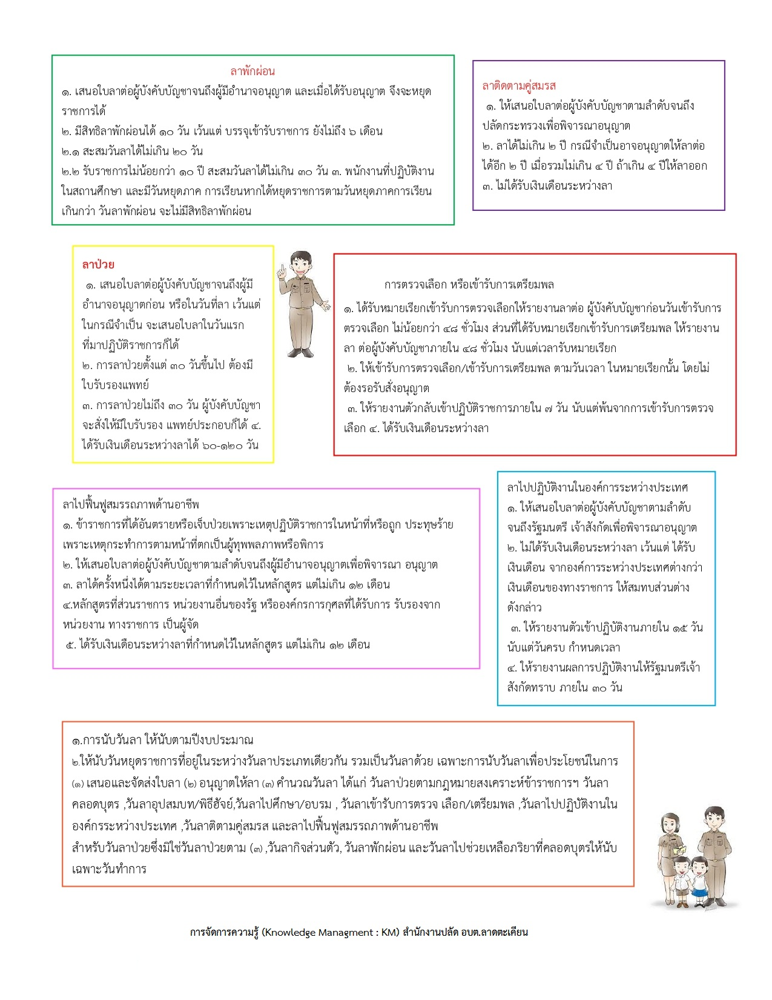 ลาพักผ่อน
๑. เสนอใบลาต่อผู้บังคับบัญชาจนถึงผู้มีอำนาจอนุญาต และเมื่อได้รับอนุญาต จึงจะหยุด
ราชการได้
๒. มีสิทธิลาพักผ่อนได้ ๑๐ วัน เว้นแต่ บรรจุเข้ารับราชการ ยังไม่ถึง ๖ เดือน
๒.๑ สะสมวันลาได้ไม่เกิน ๒๐ วัน
๒.๒ รับราชการไม่น้อยกว่า ๑๐ ปี สะสมวันลาได้ไม่เกิน ๓๐ วัน ๓. พนักงานที่ปฏิบัติงาน
ในสถานศึกษา และมีวันหยุดภาค การเรียนหากได้หยุดราชการตามวันหยุดภาคการเรียน
เกินกว่า วันลาพักผ่อน จะไม่มีสิทธิลาพักผ่อน
ลาติดตามคู่สมรส
๑. ให้เสนอใบลาต่อผู้บังคับบัญชาตามลำดับจนถึง
ปลัดกระทรวงเพื่อพิจารณาอนุญาต
๒. ลาได้ไม่เกิน ๒ ปี กรณีจำเป็นอาจอนุญาตให้ลาต่อ
ได้อีก ๒ ปี เมื่อรวมไม่เกิน ๔ ปี ถ้าเกิน ๔ ปีให้ลาออก
๓. ไม่ได้รับเงินเดือนระหว่างลา
ลาป่วย
๑. เสนอใบลาต่อผู้บังคับบัญชาจนถึงผู้มี
อำนาจอนุญาตก่อน หรือในวันที่ลา เว้นแต่
ในกรณีจำเป็น จะเสนอใบลาในวันแรก
ที่มาปฏิบัติราชการก็ได้
๒. การลาป่วยตั้งแต่ ๓๐ วันขึ้นไป ต้องมี
ใบรับรองแพทย์
๓. การลาป่วยไม่ถึง ๓๐ วัน ผู้บังคับบัญชา
จะสั่งให้มีใบรับรอง แพทย์ประกอบก็ได้ ๔.
ได้รับเงินเดือนระหว่างลาได้ ๖๐-๑๒๐ วัน
การตรวจเลือก หรือเข้ารับการเตรียมพล
๑. ได้รับหมายเรียกเข้ารับการตรวจเลือกให้รายงานลาต่อ ผู้บังคับบัญชาก่อนวันเข้ารับการ
ตรวจเลือก ไม่น้อยกว่า ๔๘ ชั่วโมง ส่วนที่ได้รับหมายเรียกเข้ารับการเตรียมพล ให้รายงาน
ลา ต่อผู้บังคับบัญชาภายใน ๔๘ ชั่วโมง นับแต่เวลารับหมายเรียก
๒. ให้เข้ารับการตรวจเลือก/เข้ารับการเตรียมพล ตามวันเวลา ในหมายเรียกนั้น โดยไม่
ต้องรอรับสั่งอนุญาต
๓. ให้รายงานตัวกลับเข้าปฏิบัติราชการภายใน ๗ วัน นับแต่พ้นจากการเข้ารับการตรวจ
เลือก ๔. ได้รับเงินเดือนระหว่างลา
ลาไปฟื้นฟูสมรรถภาพด้านอาชีพ
๑. ข้าราชการที่ได้อันตรายหรือเจ็บป่วยเพราะเหตุปฏิบัติราชการในหน้าที่หรือถูก ประทุษร้าย
เพราะเหตุกระทำการตามหน้าที่ตกเป็นผู้ทุพพลภาพหรือพิการ
๒. ให้เสนอใบลาต่อผู้บังคับบัญชาตามลำดับจนถึงผู้มีอำนาจอนุญาตเพื่อพิจารณา อนุญาต
๓. ลาได้ครั้งหนึ่งได้ตามระยะเวลาที่กำหนดไว้ในหลักสูตร แต่ไม่เกิน ๑๒ เดือน
๔.หลักสูตรที่ส่วนราชการ หน่วยงานอื่นของรัฐ หรือองค์กรการกุศลที่ได้รับการ รับรองจาก
หน่วยงาน ทางราชการ เป็นผู้จัด
๕. ได้รับเงินเดือนระหว่างลาที่กำหนดไว้ในหลักสูตร แต่ไม่เกิน ๑๒ เดือน
ลาไปปฏิบัติงานในองค์การระหว่างประเทศ
๑. ให้เสนอใบลาต่อผู้บังคับบัญชาตามลำดับ
จนถึงรัฐมนตรี เจ้าสังกัดเพื่อพิจารณาอนุญาต
๒. ไม่ได้รับเงินเดือนระหว่างลา เว้นแต่ ได้รับ
เงินเดือน จากองค์การระหว่างประเทศต่างกว่า
เงินเดือนของทางราชการ ให้สมทบส่วนต่าง
ดังกล่าว
๓. ให้รายงานตัวเข้าปฏิบัติงานภายใน ๑๕ วัน
นับแต่วันครบ กำหนดเวลา
๔. ให้รายงานผลการปฏิบัติงานให้รัฐมนตรีเจ้า
สังกัดทราบ ภายใน ๓๐ วัน
๑.การนับวันลา ให้นับตามปีงบประมาณ
๒.ให้นับวันหยุดราชการที่อยู่ในระหว่างวันลาประเภทเดียวกัน รวมเป็นวันลาด้วย เฉพาะการนับวันลาเพื่อประโยชน์ในการ
(๑) เสนอและจัดส่งใบลา (๒) อนุญาตให้ลา (๓) คำนวณวันลา ได้แก่ วันลาป่วยตามกฎหมายสงเคราะห์ข้าราชการฯ วันลา
คลอดบุตร ,วันลาอุปสมบท/พิธีฮัจย์,วันลาไปศึกษา/อบรม , วันลาเข้ารับการตรวจ เลือก/เตรียมพล ,วันลาไปปฏิบัติงานใน
องค์กรระหว่างประเทศ ,วันลาติตามคู่สมรส และลาไปฟื้นฟูสมรรถภาพด้านอาชีพ
สำหรับวันลาป่วยซึ่งมิใช่วันลาป่วยตาม (๓) ,วันลากิจส่วนตัว, วันลาพักผ่อน และวันลาไปช่วยเหลือภริยาที่คลอดบุตรให้นับ
เฉพาะวันทำการ
การจัดการความรู้ (Knowledge Managment : KM) สำนักงานปลัด อบต.ลาดตะเคียน